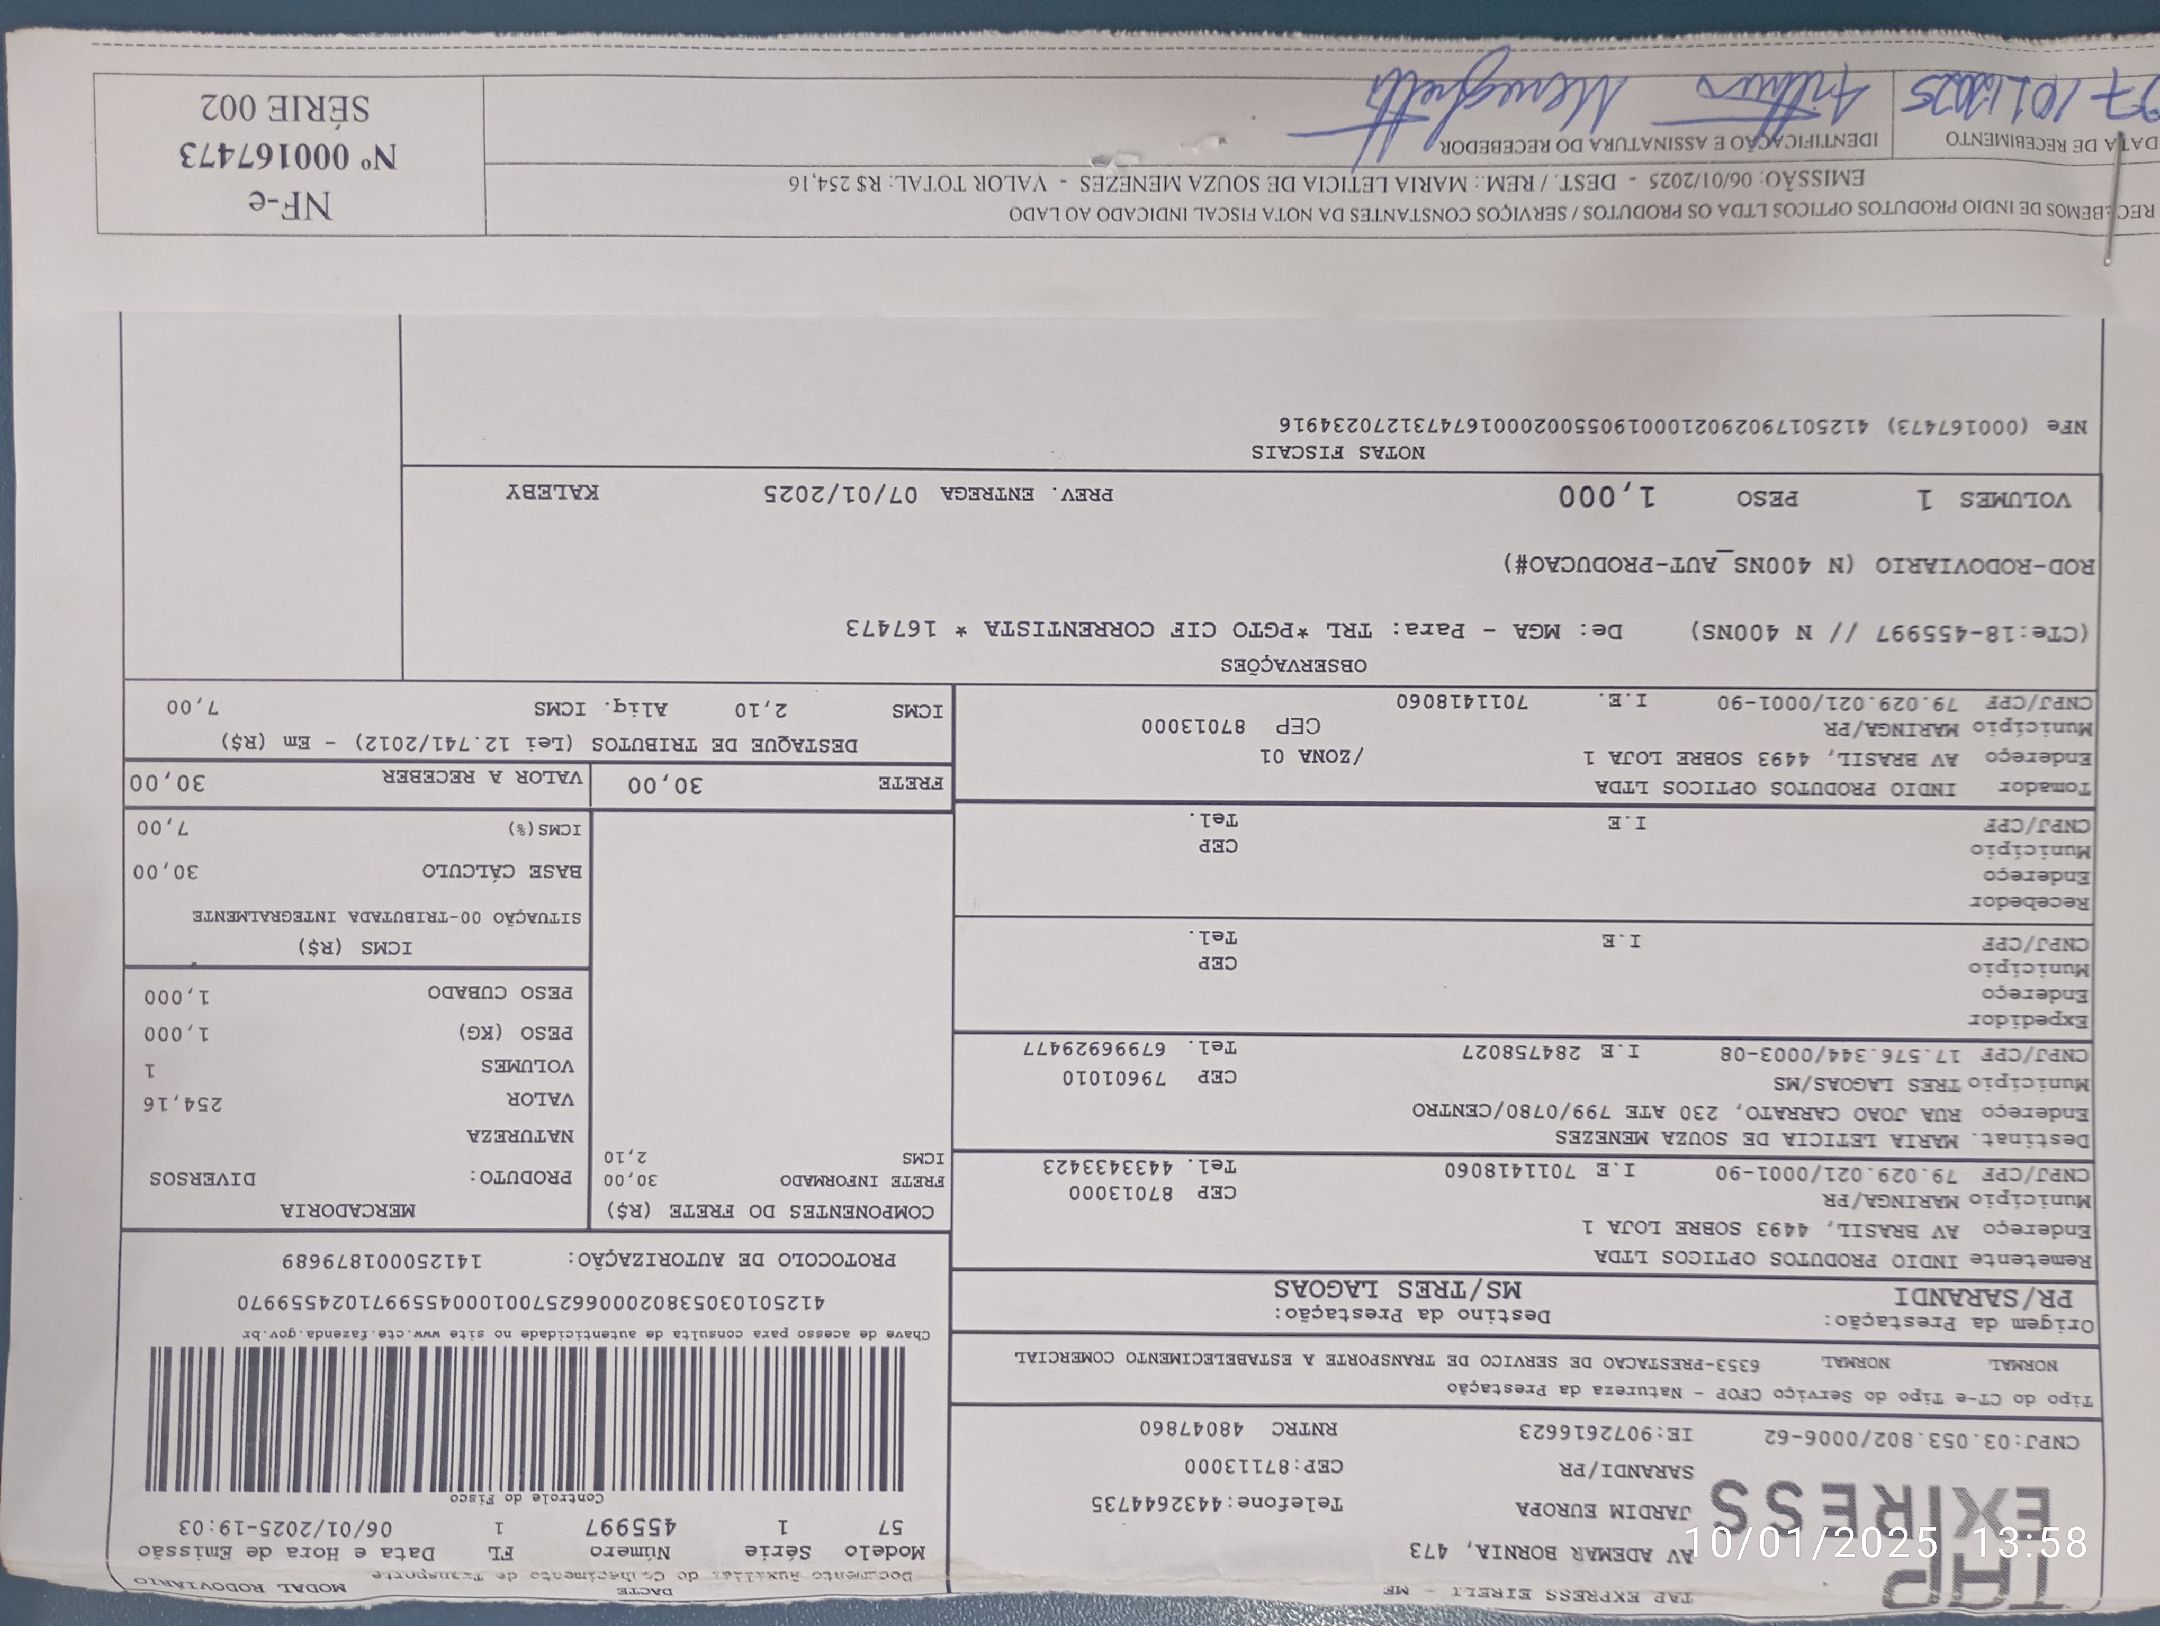 TAP EXPRESS EIRELI - ME
TAP
EXPRESS
AV ADEMAR BORNIA, 473
JARDIM EUROPA
Telefone:4432644735
SARANDI/PR
CEP:87113000
CNPJ:03.053.802/0006-62
IE:9072616623
RNTRC 48047860
DACTE
Documento Auxiliar do Conhecimento de Transporte
MODAL RODOVIÁRIO
Modelo Série Número FL Data e Hora de Emissão
57 1 455997 1 06/01/2025-19:03
Controle do Fisco
Chave de acesso para consulta de autenticidade no site www.cte.fazenda.gov.br
41250103053802000662570010004559971024559970
PROTOCOLO DE AUTORIZAÇÃO: 141250001879689
Tipo do CT-e Tipo do Serviço CFOP - Natureza da Prestação
NORMAL NORMAL 6353-PRESTACAO DE SERVICO DE TRANSPORTE A ESTABELECIMENTO COMERCIAL
Origem da Prestação: Destino da Prestação:
PR/SARANDI MS/TRES LAGOAS
Remetente INDIO PRODUTOS OPTICOS LTDA
Endereço AV BRASIL, 4493 SOBRE LOJA 1
Município MARINGA/PR CEP 87013000
CNPJ/CPF 79.029.021/0001-90 I.E 7011418060 Tel. 4433433423
Destinat. MARIA LETICIA DE SOUZA MENEZES
Endereço RUA JOAO CARRATO, 230 ATE 799/0780/CENTRO
Município TRES LAGOAS/MS CEP 79601010
CNPJ/CPF 17.576.344/0003-08 I.E 284758027 Tel. 67996929477
Expedidor
Endereço
Município CEP
CNPJ/CPF I.E Tel.
Recebedor
Endereço
Município CEP
CNPJ/CPF I.E Tel.
Tomador INDIO PRODUTOS OPTICOS LTDA
Endereço AV BRASIL, 4493 SOBRE LOJA 1 /ZONA 01
Município MARINGA/PR CEP 87013000
CNPJ/CPF 79.029.021/0001-90 I.E. 7011418060
COMPONENTES DO FRETE (R$)
FRETE INFORMADO 30,00
ICMS 2,10
MERCADORIA
PRODUTO: DIVERSOS
NATUREZA
VALOR 254,16
VOLUMES 1
PESO (KG) 1,000
PESO CUBADO 1,000
ICMS (R$)
SITUAÇÃO 00-TRIBUTADA INTEGRALMENTE
BASE CÁLCULO 30,00
ICMS(%) 7,00
FRETE 30,00 VALOR A RECEBER 30,00
DESTAQUE DE TRIBUTOS (Lei 12.741/2012) - Em (R$)
ICMS 2,10 Aliq. ICMS 7,00
OBSERVAÇÕES
(CTe:18-455997 // N 400NS) De: MGA - Para: TRL *PGTO CIF CORRENTISTA * 167473
ROD-RODOVIARIO (N 400NS_AUT-PRODUCAO#)
VOLUMES 1 PESO 1,000 PREV. ENTREGA 07/01/2025 KALEBY
NOTAS FISCAIS
NFe (000167473) 41250179029021000190550020001674731270234916
RECEBEMOS DE INDIO PRODUTOS OPTICOS LTDA OS PRODUTOS / SERVIÇOS CONSTANTES DA NOTA FISCAL INDICADO AO LADO
EMISSÃO: 06/01/2025 - DEST. / REM.: MARIA LETICIA DE SOUZA MENEZES - VALOR TOTAL: R$ 254,16
DATA DE RECEBIMENTO
IDENTIFICAÇÃO E ASSINATURA DO RECEBEDOR
7/01/2025 Meneghetti
NF-e
Nº 000167473
SÉRIE 002
10/01/2025 13:58